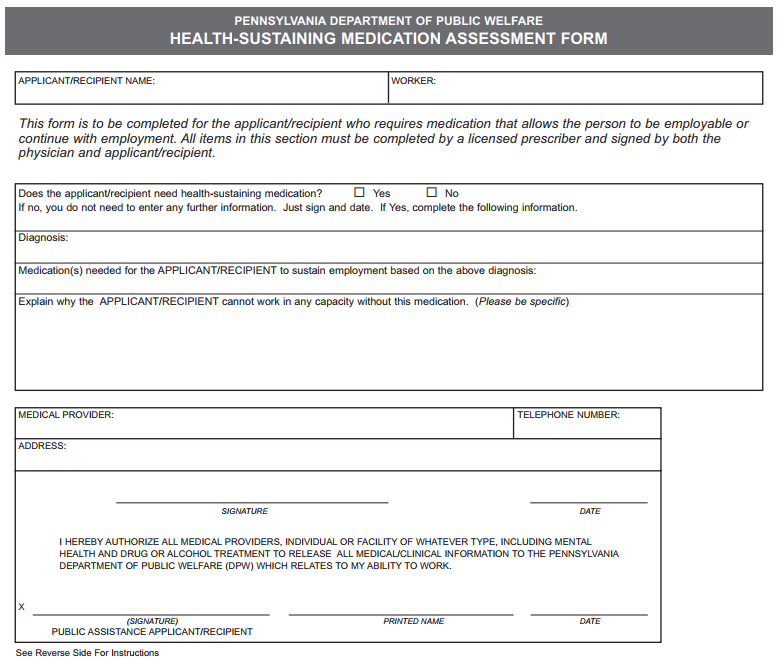 PENNSYLVANIA DEPARTMENT OF PUBLIC WELFARE
HEALTH-SUSTAINING MEDICATION ASSESSMENT FORM
APPLICANT/RECIPIENT NAME:
WORKER:
This form is to be completed for the applicant/recipient who requires medication that allows the person to be employable or
continue with employment. All items in this section must be completed by a licensed prescriber and signed by both the
physician and applicant/recipient.
Does the applicant/recipient need health-sustaining medication? ☐ Yes ☐ No
If no, you do not need to enter any further information. Just sign and date. If Yes, complete the following information.
Diagnosis:
Medication(s) needed for the APPLICANT/RECIPIENT to sustain employment based on the above diagnosis:
Explain why the APPLICANT/RECIPIENT cannot work in any capacity without this medication. (Please be specific)
MEDICAL PROVIDER:
TELEPHONE NUMBER:
ADDRESS:
SIGNATURE
DATE
I HEREBY AUTHORIZE ALL MEDICAL PROVIDERS, INDIVIDUAL OR FACILITY OF WHATEVER TYPE, INCLUDING MENTAL
HEALTH AND DRUG OR ALCOHOL TREATMENT TO RELEASE ALL MEDICAL/CLINICAL INFORMATION TO THE PENNSYLVANIA
DEPARTMENT OF PUBLIC WELFARE (DPW) WHICH RELATES TO MY ABILITY TO WORK.
X
(SIGNATURE)
PUBLIC ASSISTANCE APPLICANT/RECIPIENT
PRINTED NAME
DATE
See Reverse Side For Instructions